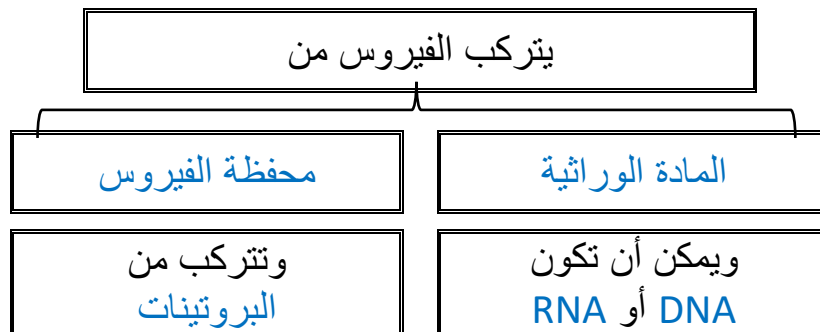 يتركب الفيروس من
المادة الوراثية
محفظة الفيروس
ويمكن أن تكون
DNA أو RNA
وتتركب من
البروتينات